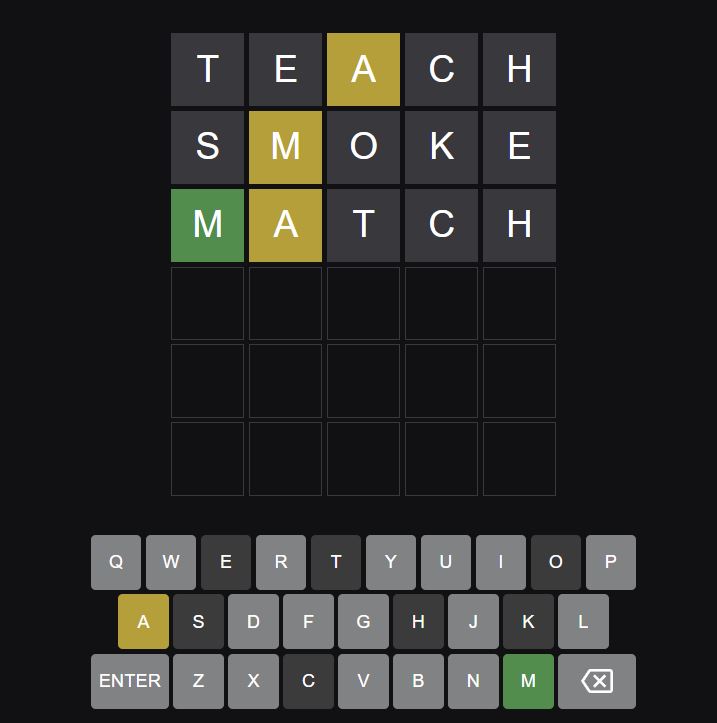 T E A C H
S M O K E
M A T C H
Q W E R T Y U I O P
A S D F G H J K L
ENTER Z X C V B N M